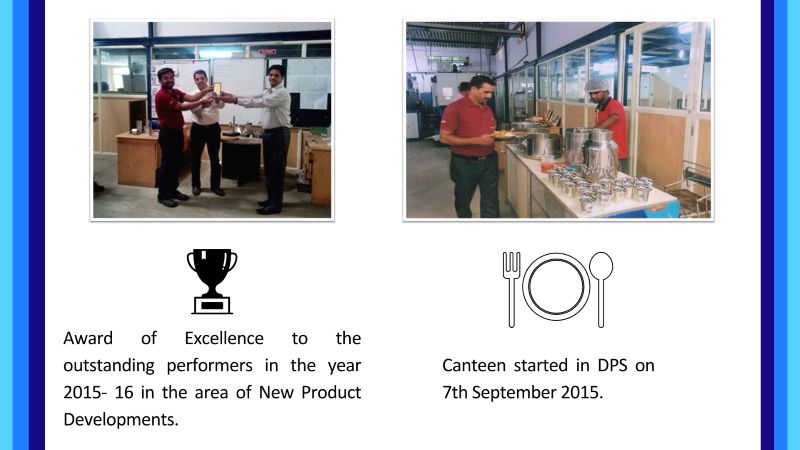 Award of Excellence to the
outstanding performers in the year
2015- 16 in the area of New Product
Developments.
Canteen started in DPS on
7th September 2015.